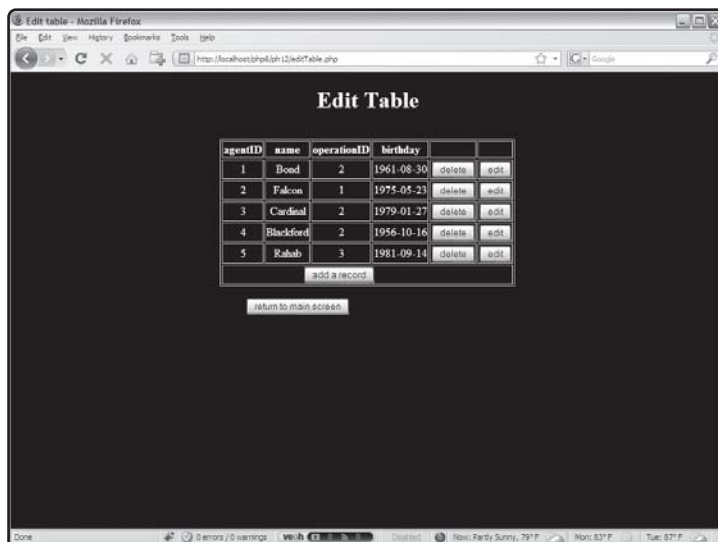 Edit table - Mozilla Firefox
File Edit View History Bookmarks Tools Help
http://localhost/php6/ph12/editTable.php
Google
Edit Table
agentID name operationID birthday
1 Bond 2 1961-08-30 delete edit
2 Falcon 1 1975-05-23 delete edit
3 Cardinal 2 1979-01-27 delete edit
4 Blackford 2 1956-10-16 delete edit
5 Rahab 3 1981-09-14 delete edit
add a record
return to main screen
Done 0 errors / 0 warnings Disabled Now: Partly Sunny, 79° F Mon: 83° F Tue: 87° F